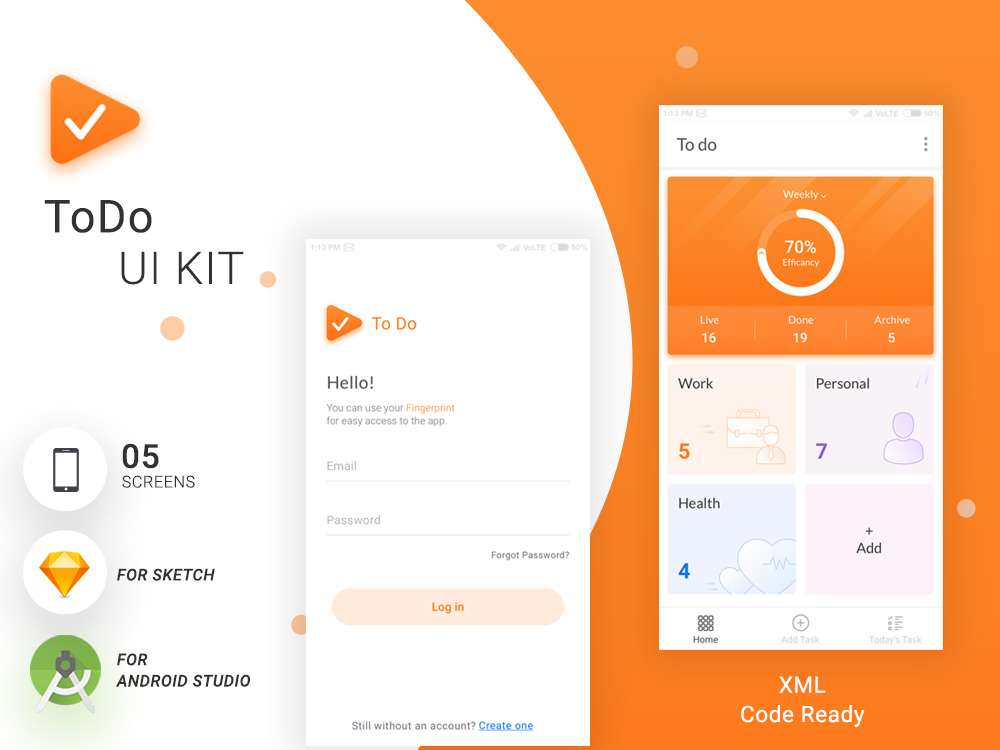 ToDo
UI KIT
05
SCREENS
FOR SKETCH
FOR
ANDROID STUDIO
1:13 PM
VoLTE
50%
To Do
Hello!
You can use your Fingerprint
for easy access to the app.
Email
Password
Forgot Password?
Log in
Still without an account? Create one
1:13 PM
VoLTE
50%
To do
Weekly
70%
Efficancy
Live
16
Done
19
Archive
5
Work
5
Personal
7
Health
4
+
Add
Home
Add Task
Today's Task
XML
Code Ready